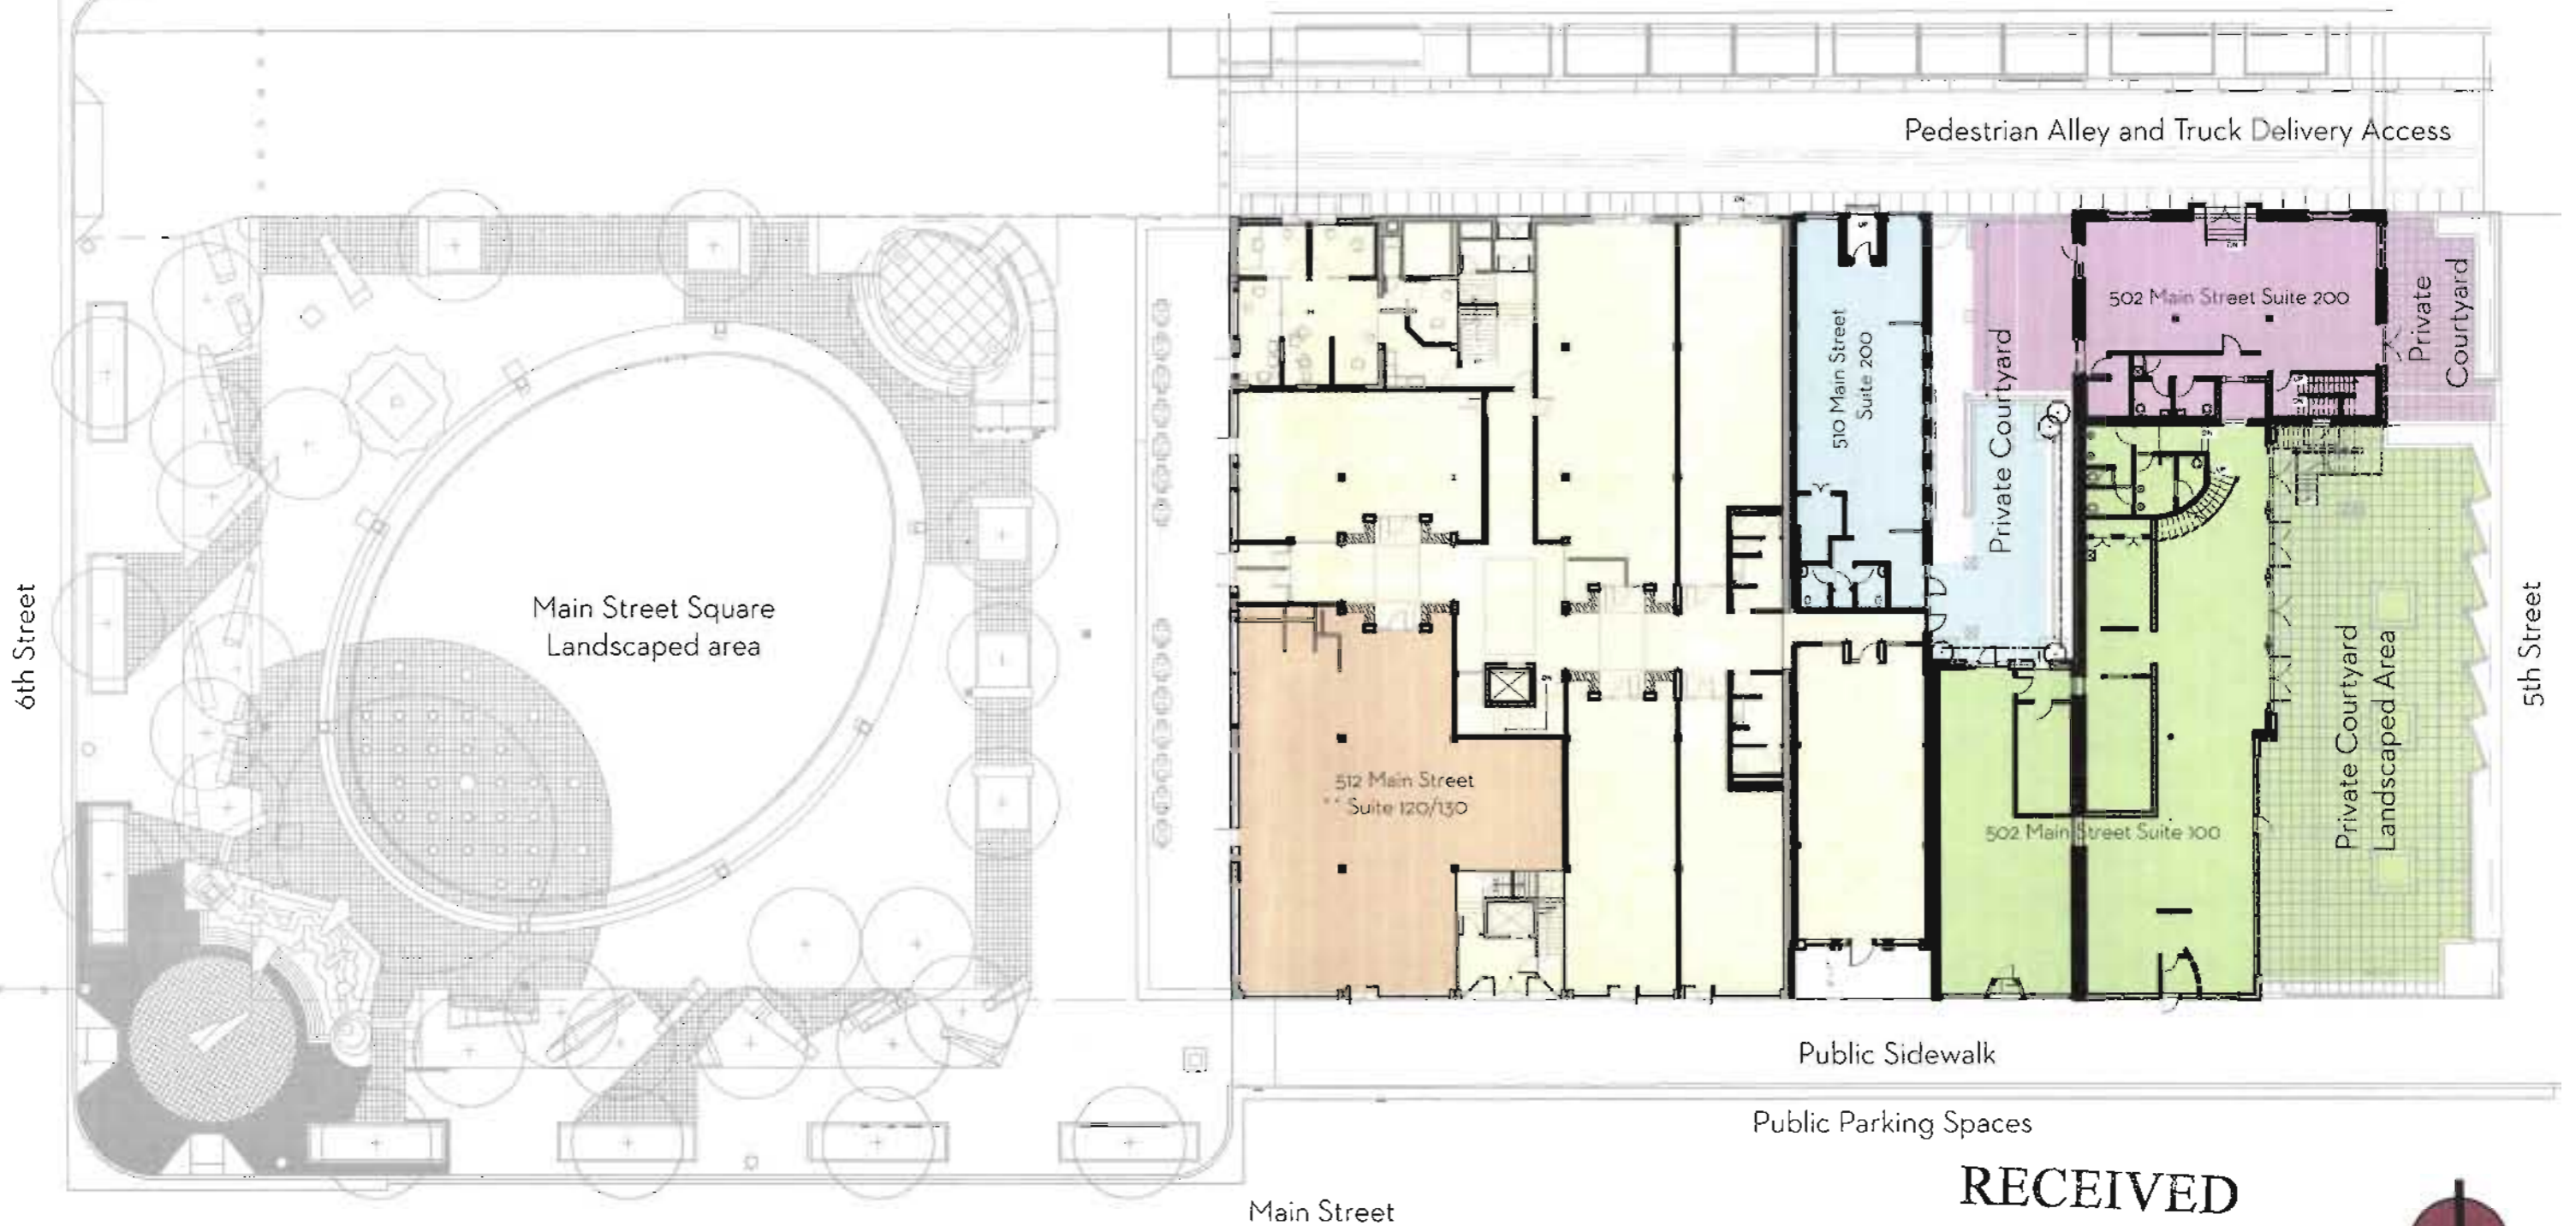 Pedestrian Alley and Truck Delivery Access
502 Main Street Suite 200
Private
Courtyard
510 Main Street
Suite 200
Private Courtyard
6th Street
Main Street Square
Landscaped area
512 Main Street
Suite 120/130
502 Main Street Suite 100
Private Courtyard
Landscaped Area
5th Street
Public Sidewalk
Public Parking Spaces
RECEIVED
Main Street